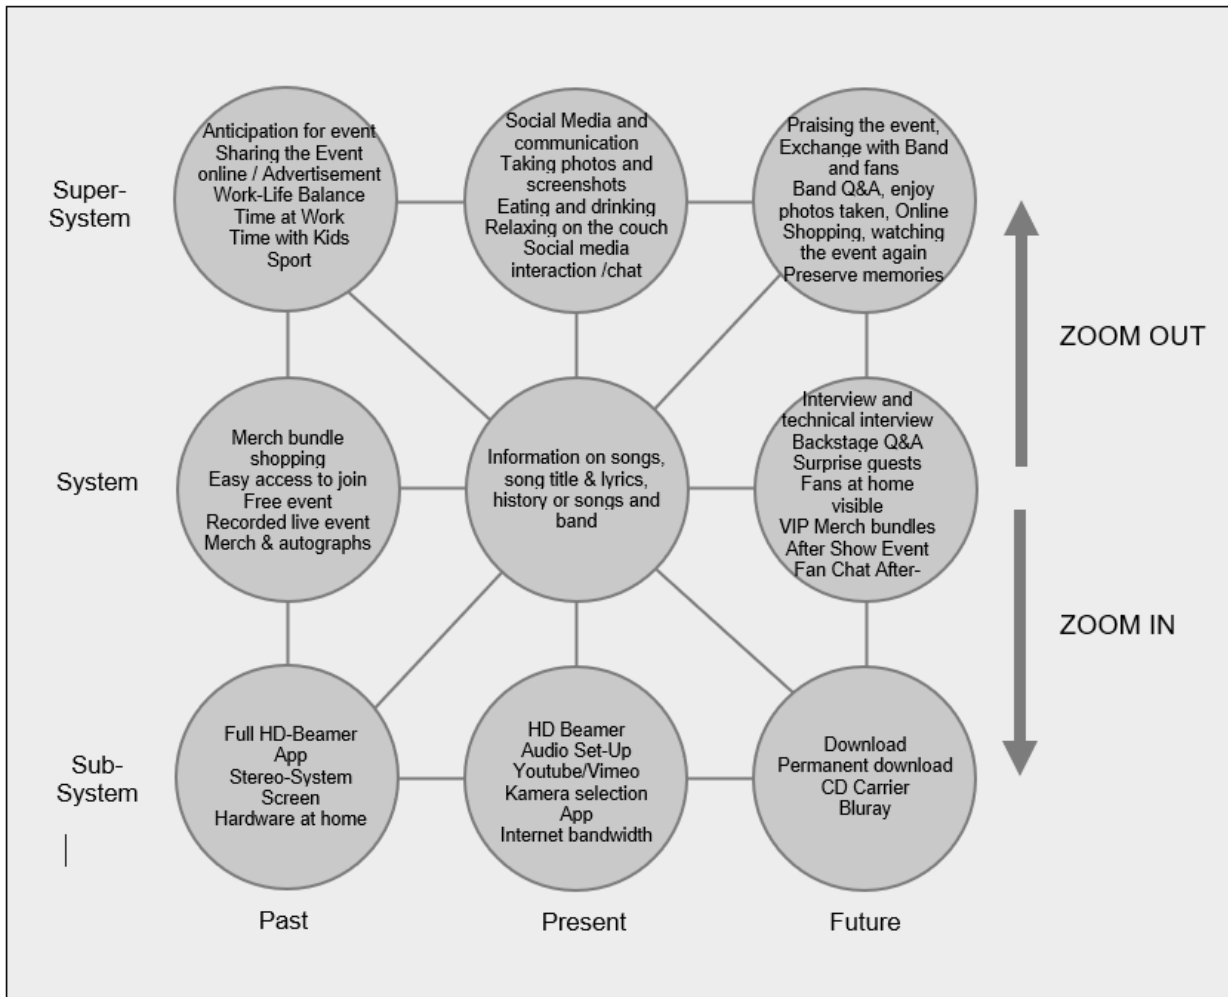 Anticipation for event
Sharing the Event
online / Advertisement
Work-Life Balance
Time at Work
Time with Kids
Sport
Social Media and
communication
Taking photos and
screenshots
Eating and drinking
Relaxing on the couch
Social media
interaction /chat
Praising the event,
Exchange with Band
and fans
Band Q&A, enjoy
photos taken, Online
Shopping, watching
the event again
Preserve memories
Super-
System
ZOOM OUT
System
Merch bundle
shopping
Easy access to join
Free event
Recorded live event
Merch & autographs
Information on songs,
song title & lyrics,
history or songs and
band
Interview and
technical interview
Backstage Q&A
Surprise guests
Fans at home
visible
VIP Merch bundles
After Show Event
Fan Chat After-
ZOOM IN
Sub-
System
Full HD-Beamer
App
Stereo-System
Screen
Hardware at home
HD Beamer
Audio Set-Up
Youtube/Vimeo
Kamera selection
App
Internet bandwidth
Download
Permanent download
CD Carrier
Bluray
Past
Present
Future